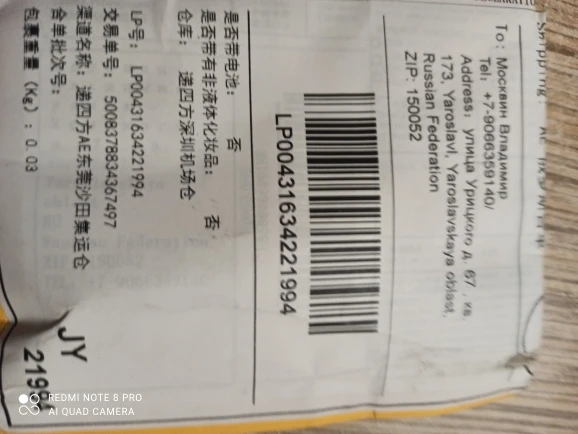 To: Москвин Владимир
Tel: +7-9066359140/
Address: улица Урицкого д. 67 , кв.
173, Yaroslavl, Yaroslavskaya oblast,
Russian Federation
ZIP: 150052
LP00431634221994
是否带电池： 否
是否带有非液体化妆品： 否
仓库： 递四方深圳机场仓
LP号： LP00431634221994
交易单号： 5008378834367497
渠道名称：递四方AE东莞沙田集运仓
合单批次号：
包裹重量（Kg）: 0.03
JY
2199
REDMI NOTE 8 PRO
AI QUAD CAMERA